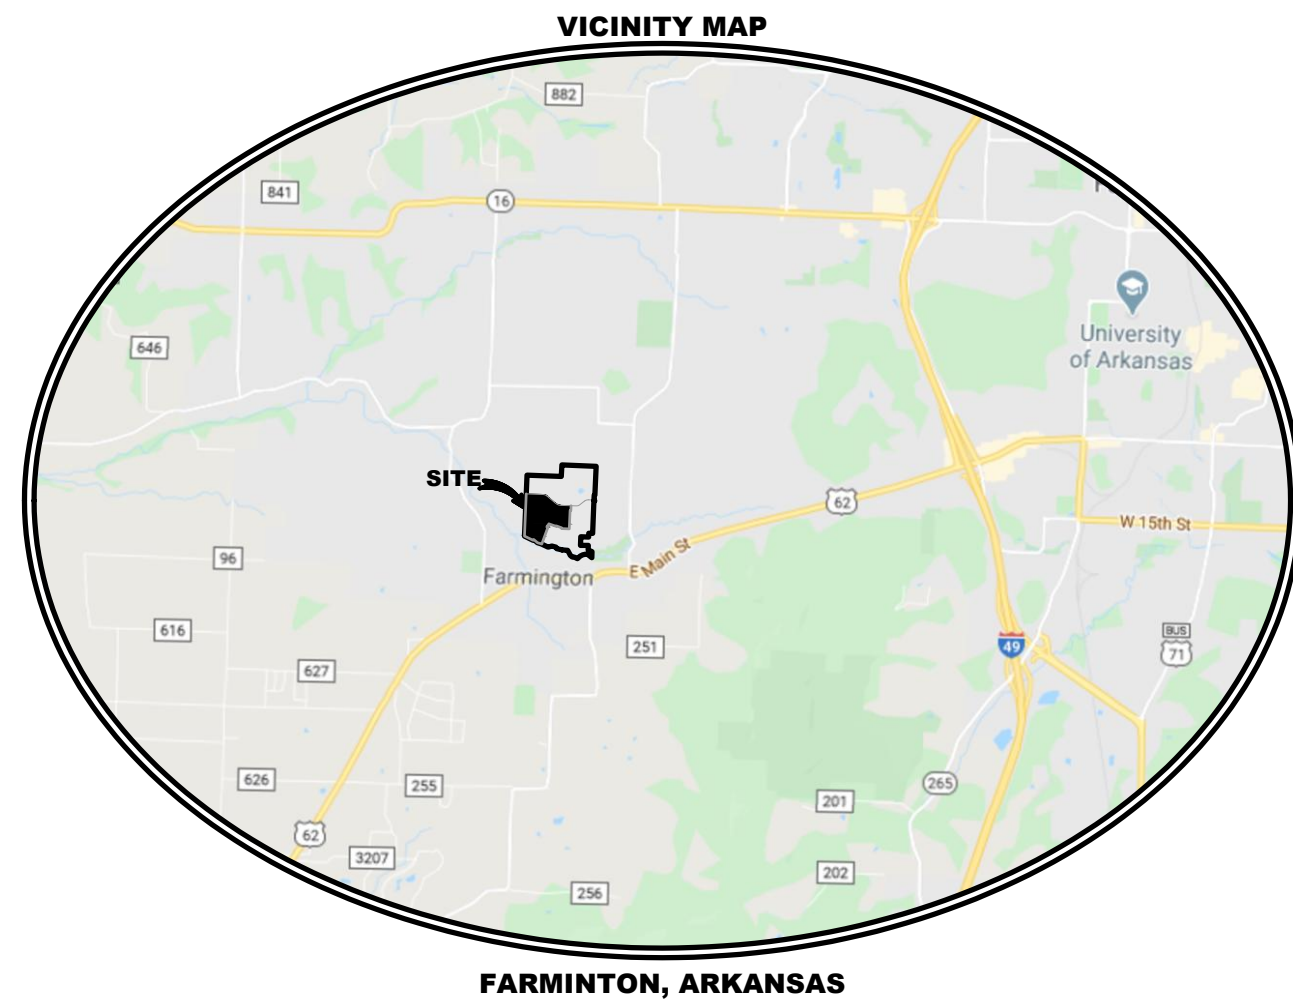 VICINITY MAP
882
841
16
University
of Arkansas
646
SITE
62
W 15th St
E Main St
96
Farmington
616
251
BUS
71
49
627
626
255
265
201
62
3207
202
256
FARMINTON, ARKANSAS